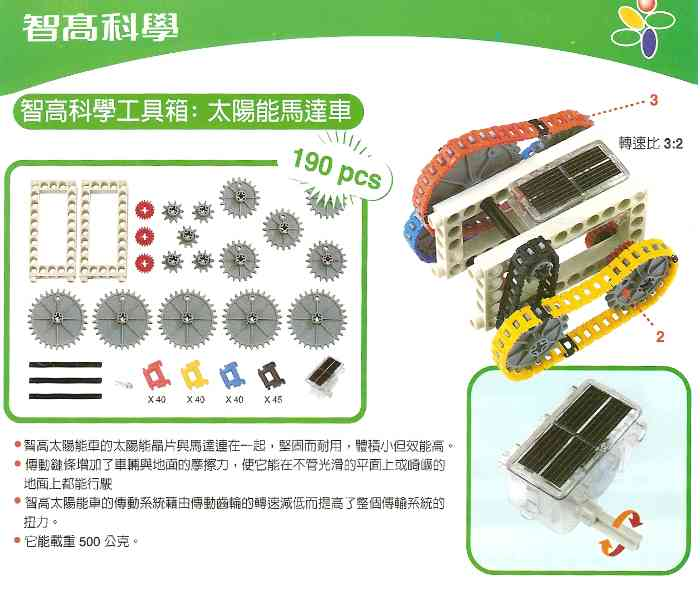 智高科學
智高科學工具箱：太陽能馬達車
190 pcs
3
轉速比 3:2
2
X 40
X 40
X 40
X 45
智高太陽能車的太陽能晶片與馬達連在一起，堅固而耐用，體積小但效能高。
傳動鏈條增加了車輛與地面的摩擦力，使它能在不管光滑的平面上或崎嶇的
地面上都能行駛
智高太陽能車的傳動系統藉由傳動齒輪的轉速減低而提高了整個傳輸系統的
扭力。
它能載重 500 公克。